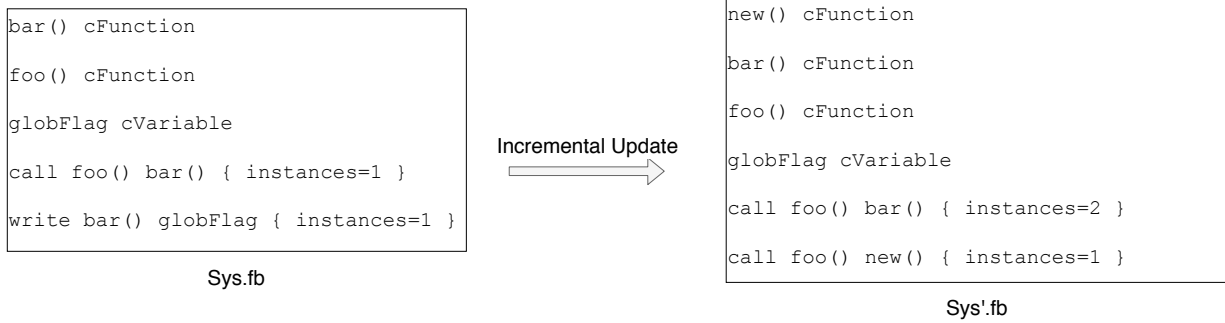 bar() cFunction
foo() cFunction
globFlag cVariable
call foo() bar() { instances=1 }
write bar() globFlag { instances=1 }
Sys.fb
Incremental Update
new() cFunction
bar() cFunction
foo() cFunction
globFlag cVariable
call foo() bar() { instances=2 }
call foo() new() { instances=1 }
Sys'.fb